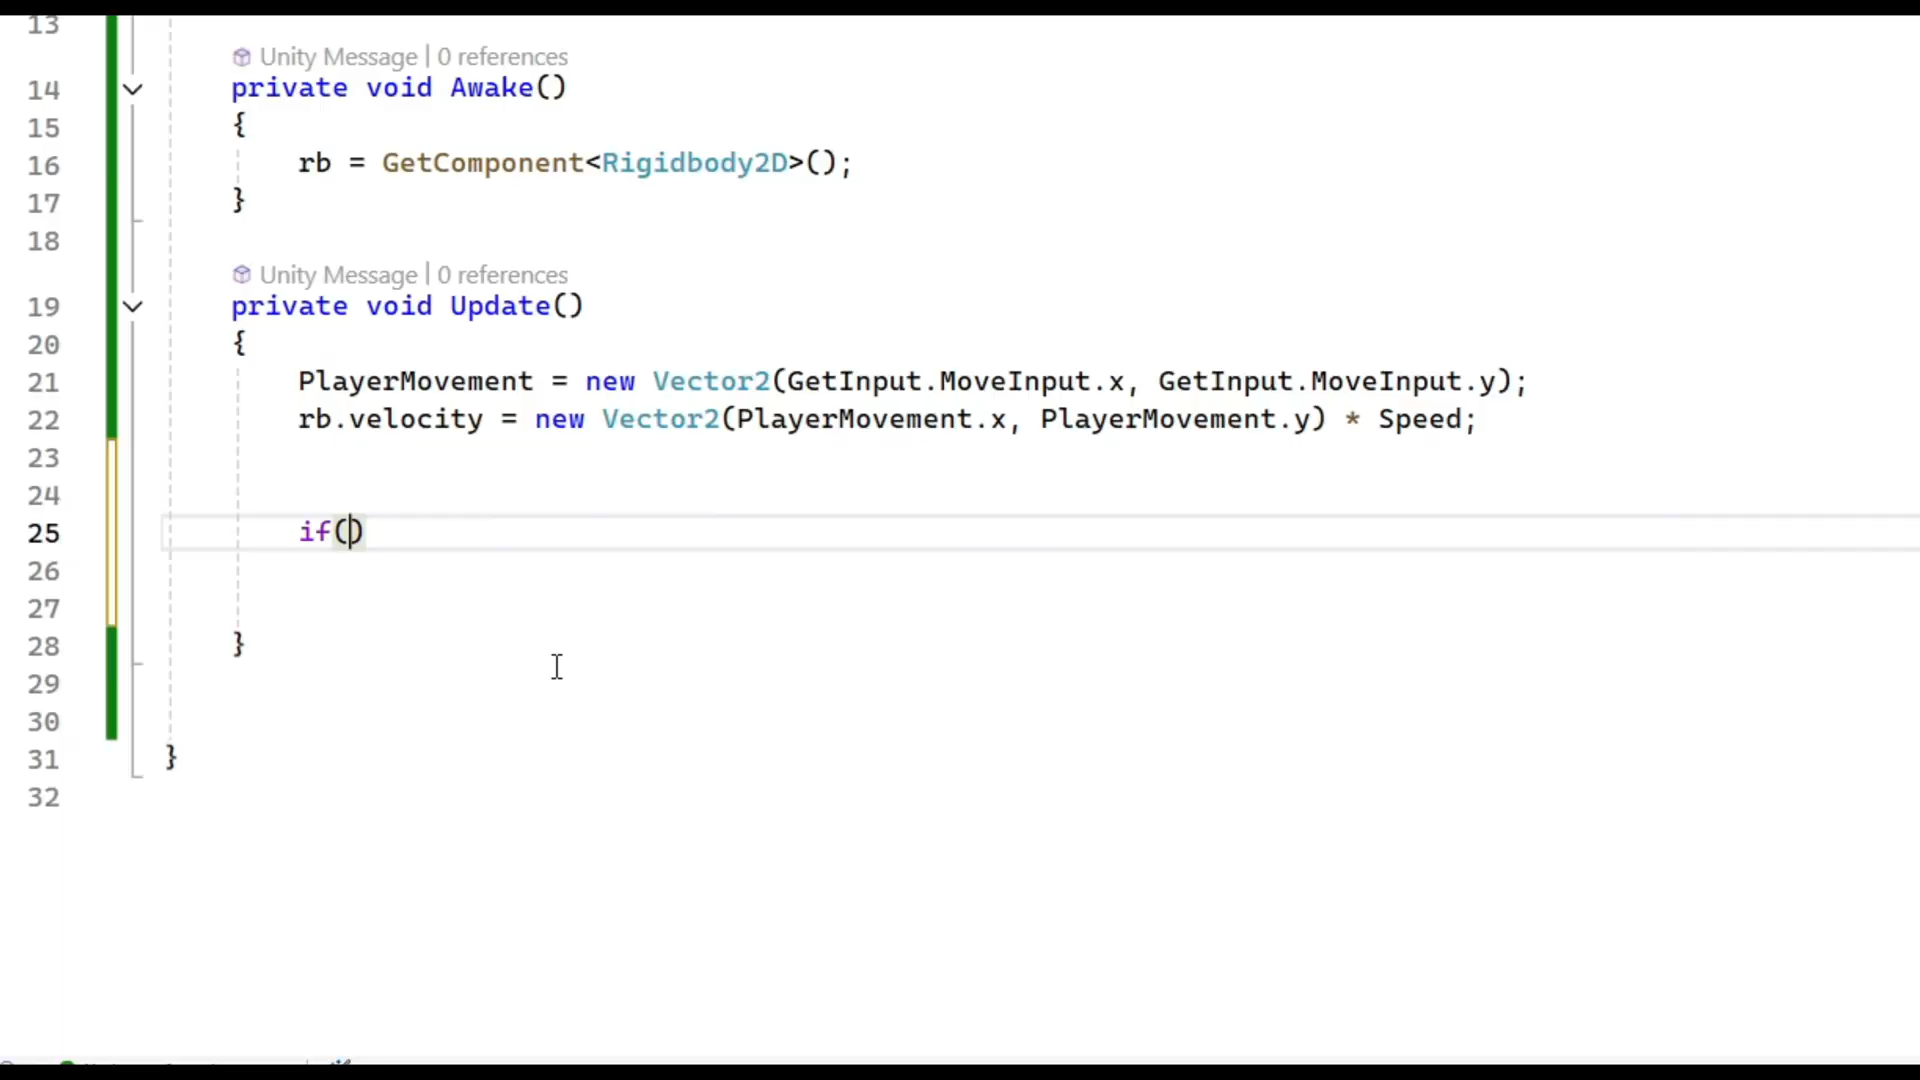 13
Unity Message | 0 references
14 private void Awake()
15 {
16 rb = GetComponent<Rigidbody2D>();
17 }
18
Unity Message | 0 references
19 private void Update()
20 {
21 PlayerMovement = new Vector2(GetInput.MoveInput.x, GetInput.MoveInput.y);
22 rb.velocity = new Vector2(PlayerMovement.x, PlayerMovement.y) * Speed;
23
24
25 if()
26
27
28 }
29
30
31 }
32